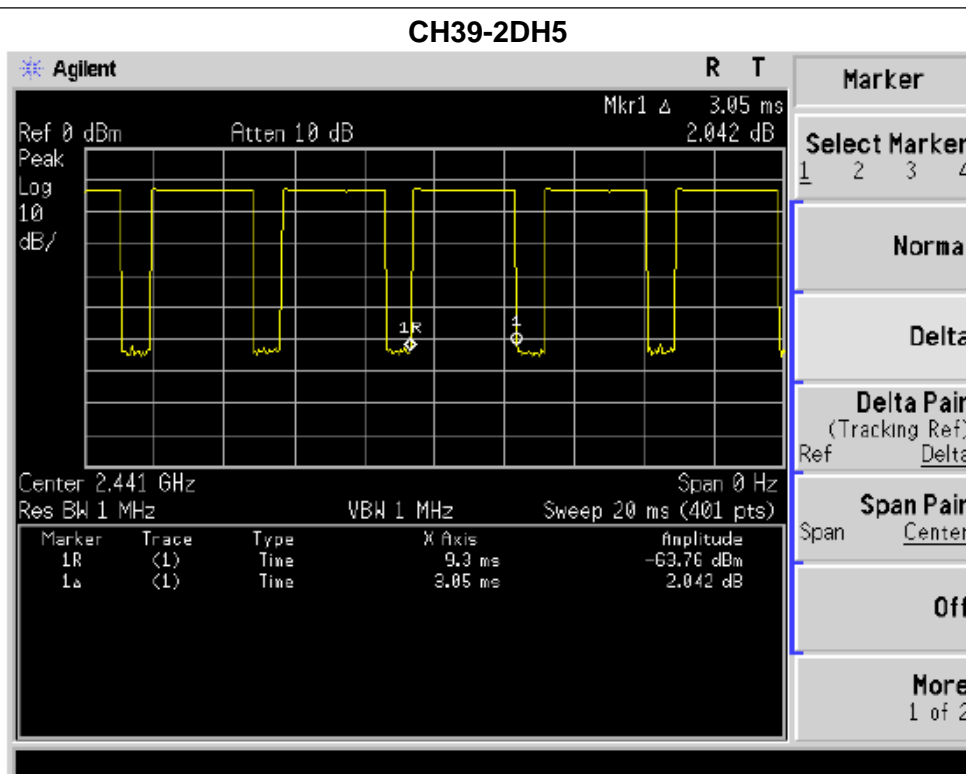 CH39-2DH5
Agilent R T
Mkr1 Δ 3.05 ms
Ref 0 dBm Atten 10 dB 2.042 dB
Peak
Log
10
dB/
1R
1
Center 2.441 GHz Span 0 Hz
Res BW 1 MHz VBW 1 MHz Sweep 20 ms (401 pts)
Marker Trace Type X Axis Amplitude
1R (1) Time 9.3 ms -63.76 dBm
1Δ (1) Time 3.05 ms 2.042 dB
Marker
Select Marker
1 2 3 4
Norma
Delta
Delta Pair
(Tracking Ref)
Ref Delta
Span Pair
Span Center
Off
More
1 of 2